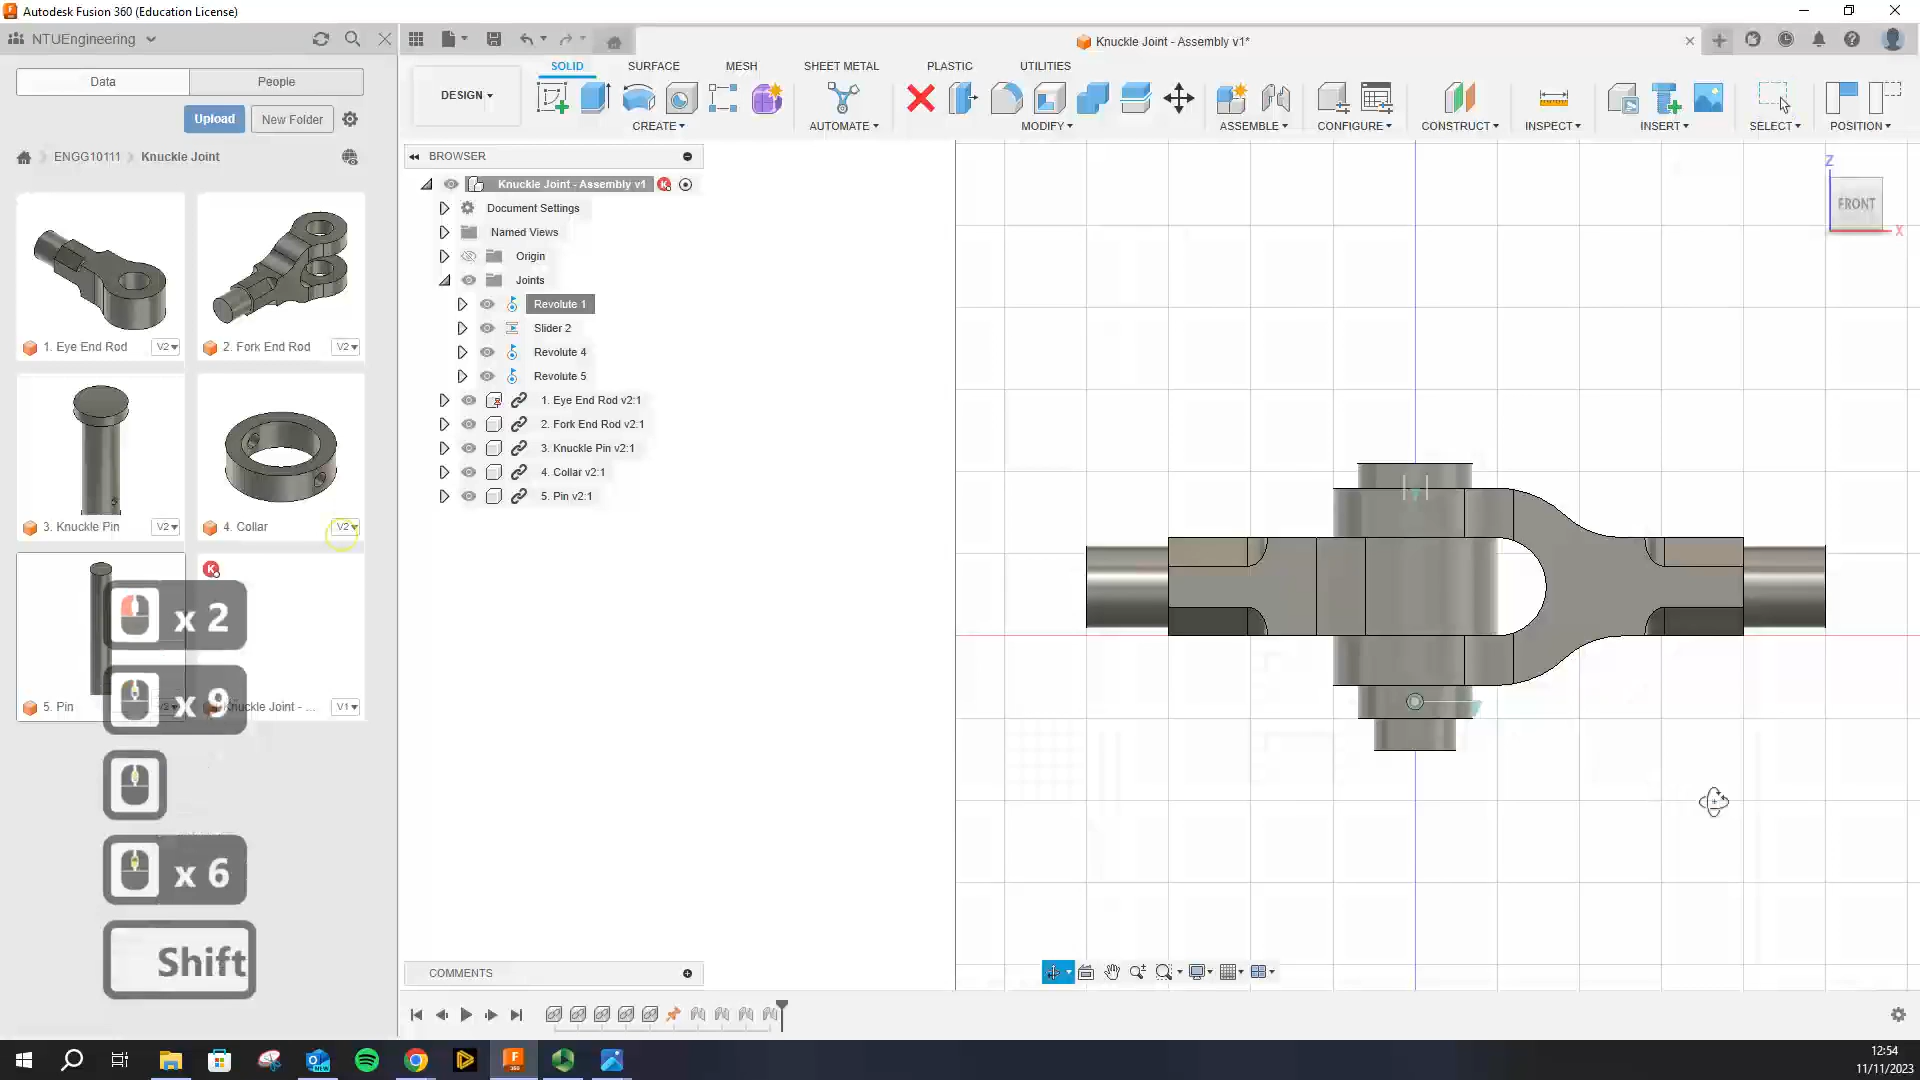 Autodesk Fusion 360 (Education License)
NTUEngineering
Knuckle Joint - Assembly v1*
Data
People
Upload
New Folder
ENGG10111
Knuckle Joint
SOLID
SURFACE
MESH
SHEET METAL
PLASTIC
UTILITIES
DESIGN
CREATE
AUTOMATE
MODIFY
ASSEMBLE
CONFIGURE
CONSTRUCT
INSPECT
INSERT
SELECT
POSITION
BROWSER
Knuckle Joint - Assembly v1
Document Settings
Named Views
Origin
Joints
Revolute 1
Slider 2
Revolute 4
Revolute 5
1. Eye End Rod v2:1
2. Fork End Rod v2:1
3. Knuckle Pin v2:1
4. Collar v2:1
5. Pin v2:1
1. Eye End Rod V2
2. Fork End Rod V2
3. Knuckle Pin V2
4. Collar V2
5. Pin
Knuckle Joint - ... V1
x 2
x 9
x 6
Shift
Z
FRONT
X
COMMENTS
12:54
11/11/2023